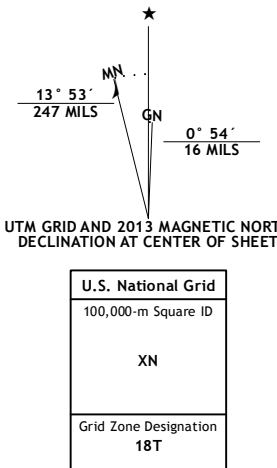 ★
MN
GN
13° 53´
247 MILS
0° 54´
16 MILS
UTM GRID AND 2013 MAGNETIC NORT
DECLINATION AT CENTER OF SHEET
U.S. National Grid
100,000-m Square ID
XN
Grid Zone Designation
18T